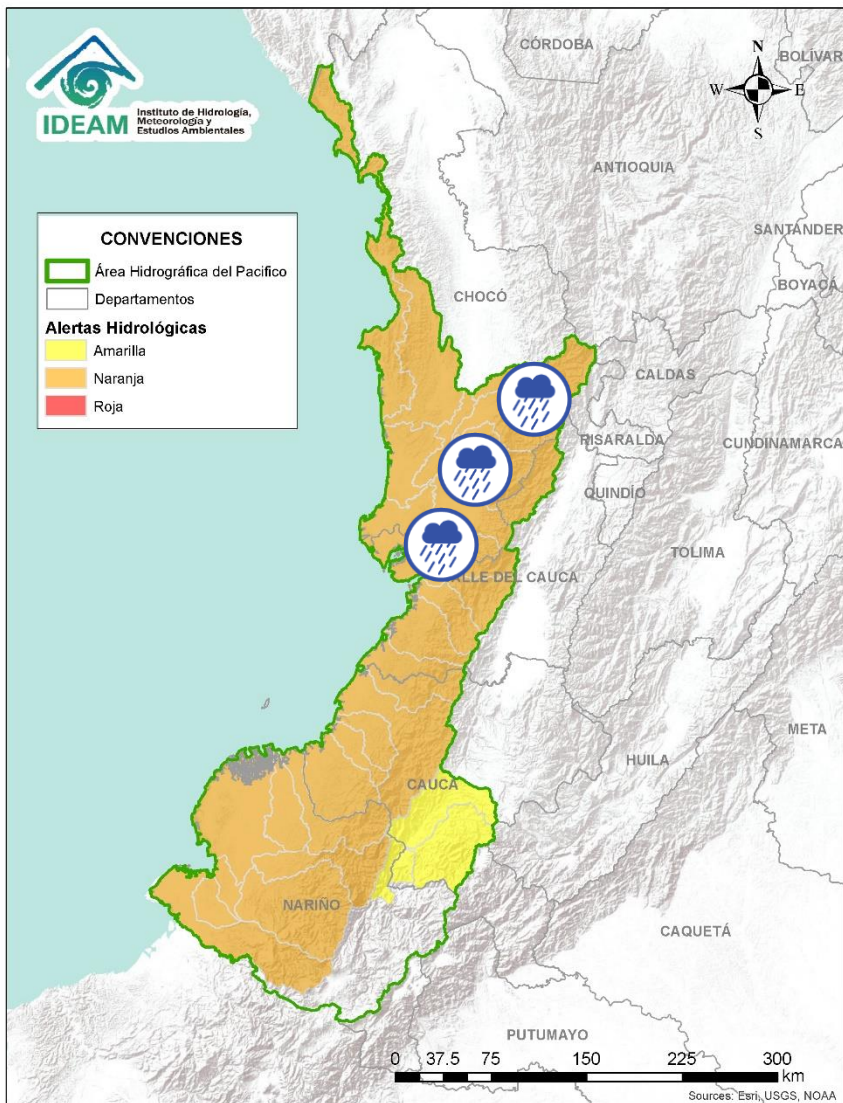 IDEAM
Instituto de Hidrología,
Meteorología y
Estudios Ambientales
CÓRDOBA
BOLÍVAR
N
W
E
S
ANTIOQUIA
SANTANDER
BOYACÁ
CONVENCIONES
Área Hidrográfica del Pacifico
Departamentos
Alertas Hidrológicas
Amarilla
Naranja
Roja
CHOCÓ
CALDAS
RISARALDA
CUNDINAMARCA
QUINDÍO
TOLIMA
ALLE DEL CAUCA
META
HUILA
CAUCA
NARIÑO
CAQUETÁ
PUTUMAYO
0 37.5 75 150 225 300
km
Sources: Esri, USGS, NOAA